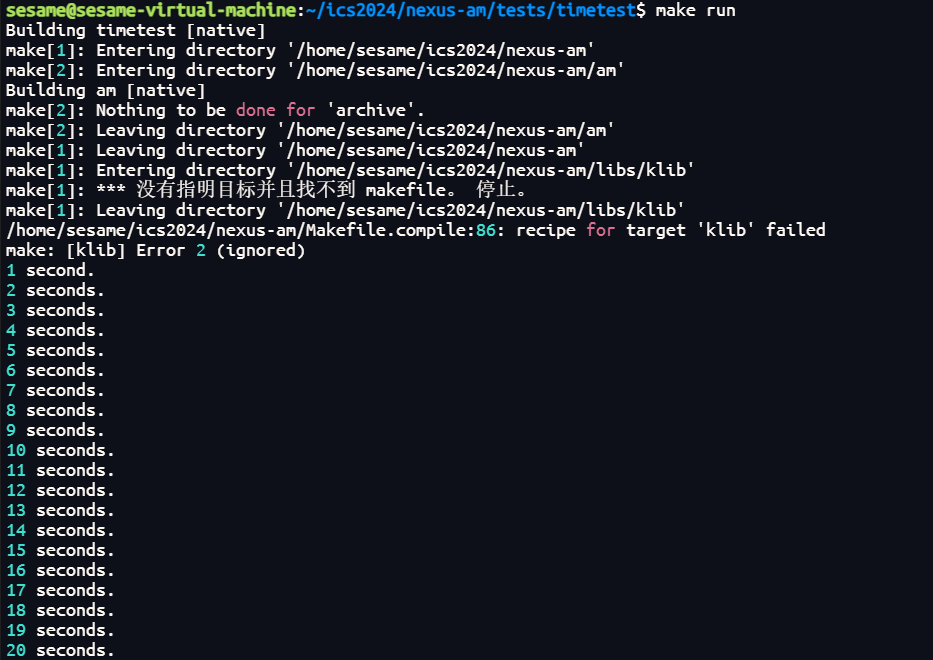 sesame@sesame-virtual-machine:~/ics2024/nexus-am/tests/timetest$ make run
Building timetest [native]
make[1]: Entering directory '/home/sesame/ics2024/nexus-am'
make[2]: Entering directory '/home/sesame/ics2024/nexus-am/am'
Building am [native]
make[2]: Nothing to be done for 'archive'.
make[2]: Leaving directory '/home/sesame/ics2024/nexus-am/am'
make[1]: Leaving directory '/home/sesame/ics2024/nexus-am'
make[1]: Entering directory '/home/sesame/ics2024/nexus-am/libs/klib'
make[1]: *** 没有指明目标并且找不到 makefile。 停止。
make[1]: Leaving directory '/home/sesame/ics2024/nexus-am/libs/klib'
/home/sesame/ics2024/nexus-am/Makefile.compile:86: recipe for target 'klib' failed
make: [klib] Error 2 (ignored)
1 second.
2 seconds.
3 seconds.
4 seconds.
5 seconds.
6 seconds.
7 seconds.
8 seconds.
9 seconds.
10 seconds.
11 seconds.
12 seconds.
13 seconds.
14 seconds.
15 seconds.
16 seconds.
17 seconds.
18 seconds.
19 seconds.
20 seconds.